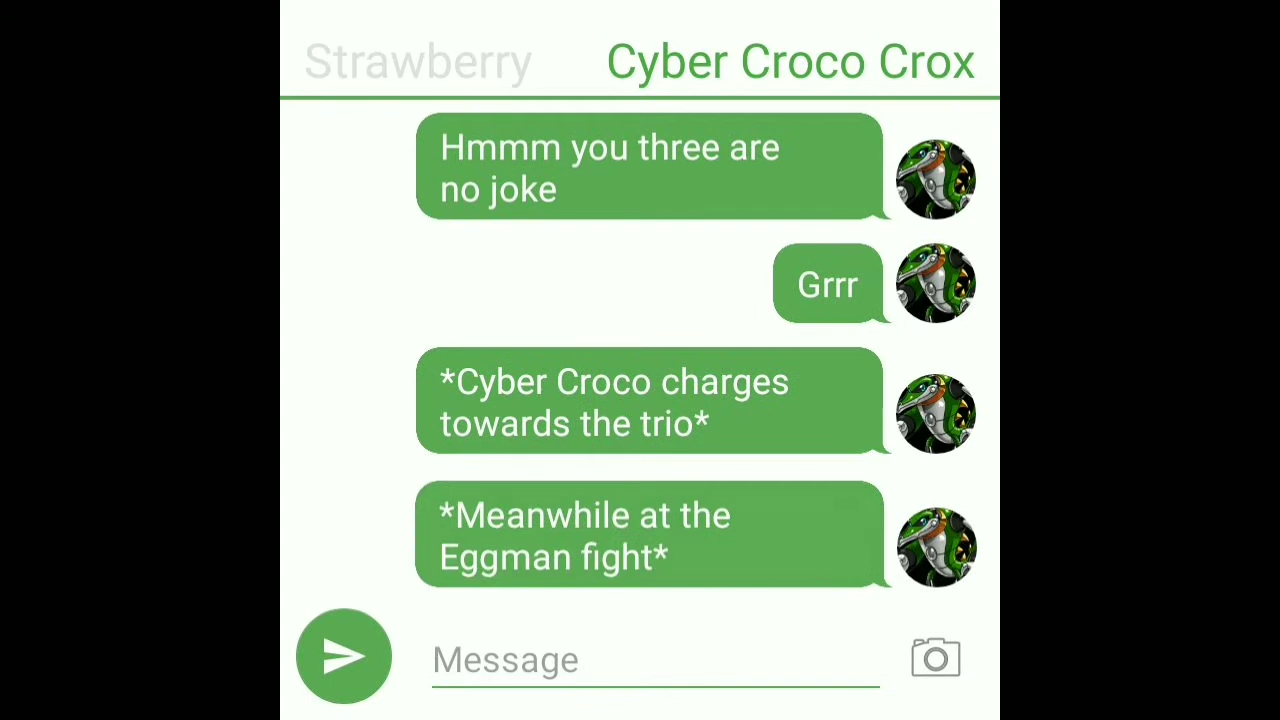 Strawberry Cyber Croco Crox
Hmmm you three are
no joke
Grrr
*Cyber Croco charges
towards the trio*
*Meanwhile at the
Eggman fight*
Message